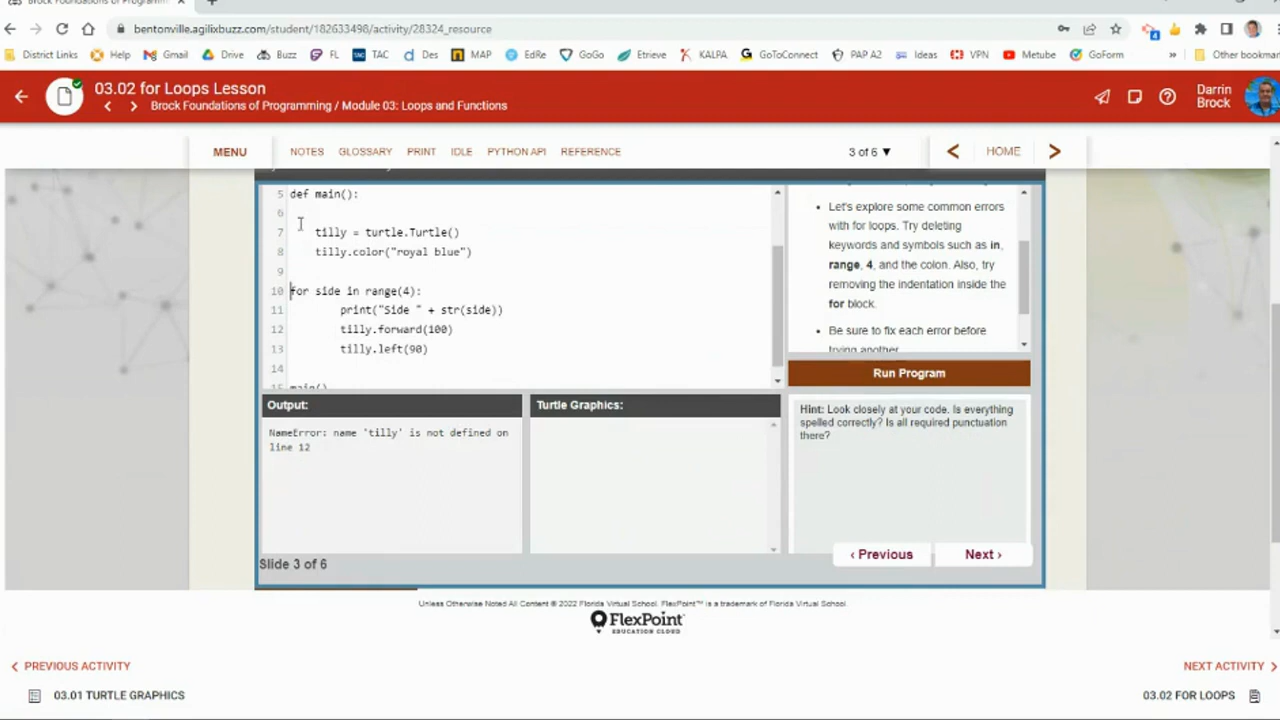 bentonville.agilixbuzz.com/student/182633498/activity/28324_resource
District Links Help Gmail Drive Buzz FL TAC Des MAP EdRe GoGo Etrieve KALPA GoToConnect PAP A2 Ideas VPN Metube GoForm » Other bookmar
03.02 for Loops Lesson
Brock Foundations of Programming / Module 03: Loops and Functions
Darrin
Brock
MENU NOTES GLOSSARY PRINT IDLE PYTHON API REFERENCE 3 of 6 ▼ HOME
5 def main():
6
7 tilly = turtle.Turtle()
8 tilly.color("royal blue")
9
10 for side in range(4):
11 print("Side " + str(side))
12 tilly.forward(100)
13 tilly.left(90)
14
15 main()
• Let's explore some common errors
with for loops. Try deleting
keywords and symbols such as in,
range, 4, and the colon. Also, try
removing the indentation inside the
for block.
• Be sure to fix each error before
trying another.
Run Program
Output:
NameError: name 'tilly' is not defined on
line 12
Turtle Graphics:
Hint: Look closely at your code. Is everything
spelled correctly? Is all required punctuation
there?
‹ Previous Next ›
Slide 3 of 6
Unless Otherwise Noted All Content © 2022 Florida Virtual School. FlexPoint™ is a trademark of Florida Virtual School
FlexPoint
EDUCATION CLOUD
PREVIOUS ACTIVITY
NEXT ACTIVITY
03.01 TURTLE GRAPHICS
03.02 FOR LOOPS